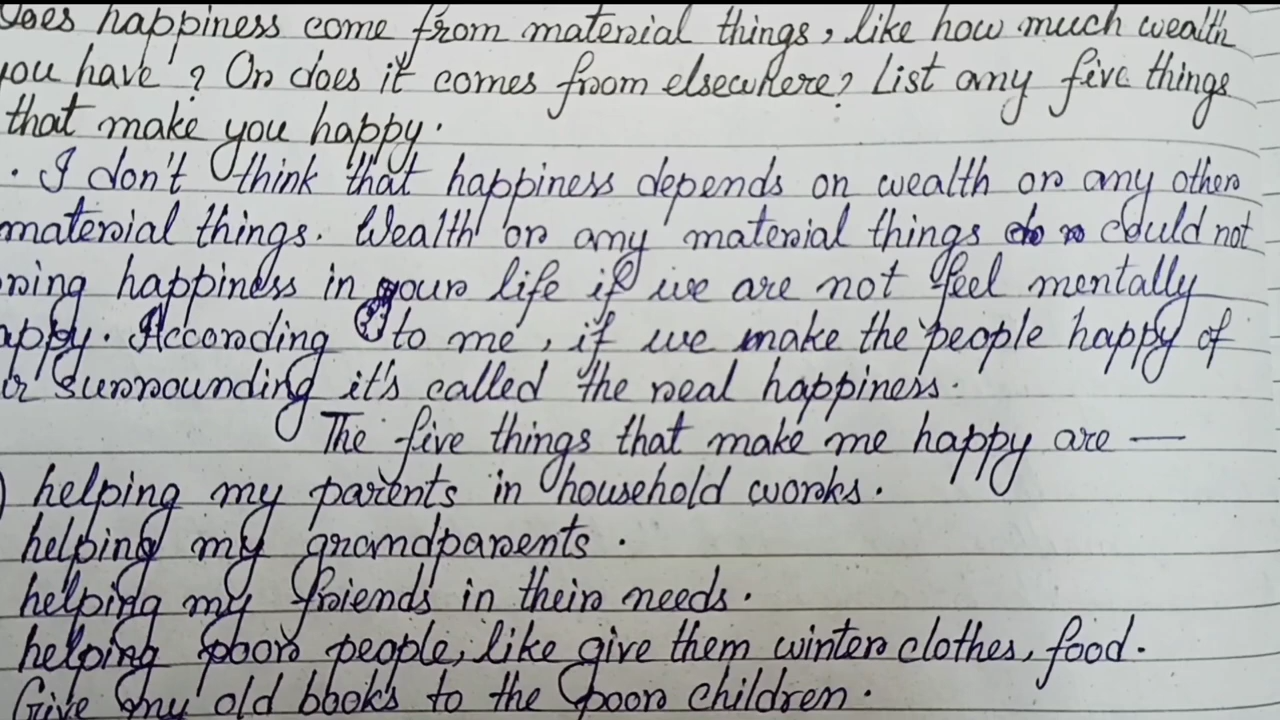 Does happiness come from material things, like how much wealth
you have? Or does it comes from elsewhere? List any five things
that make you happy.
. I don't think that happiness depends on wealth or any other
material things. Wealth or any material things could not
bring happiness in your life if we are not feel mentally
happy. According to me, if we make the people happy of
our surrounding it's called the real happiness.
The five things that make me happy are —
) helping my parents in household works.
helping my grandparents.
helping my friends in their needs.
helping poor people, like give them winter clothes, food.
Give my old books to the poor children.